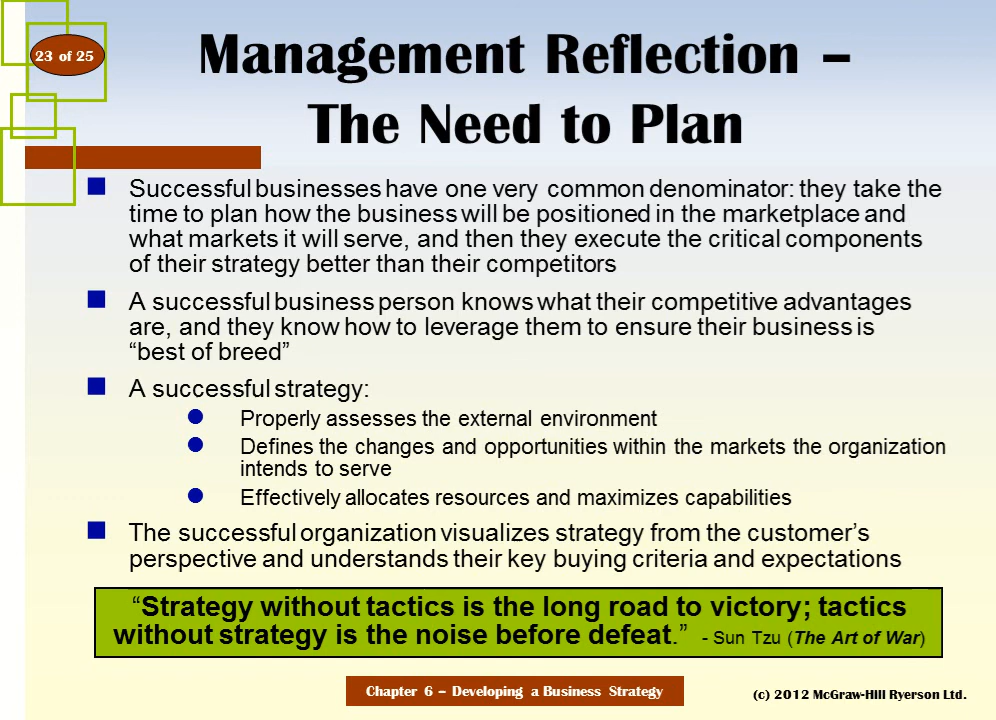 23 of 25
Management Reflection –
The Need to Plan
Successful businesses have one very common denominator: they take the
time to plan how the business will be positioned in the marketplace and
what markets it will serve, and then they execute the critical components
of their strategy better than their competitors
A successful business person knows what their competitive advantages
are, and they know how to leverage them to ensure their business is
“best of breed”
A successful strategy:
Properly assesses the external environment
Defines the changes and opportunities within the markets the organization
intends to serve
Effectively allocates resources and maximizes capabilities
The successful organization visualizes strategy from the customer’s
perspective and understands their key buying criteria and expectations
“Strategy without tactics is the long road to victory; tactics
without strategy is the noise before defeat.” - Sun Tzu (The Art of War)
Chapter 6 – Developing a Business Strategy
(c) 2012 McGraw-Hill Ryerson Ltd.